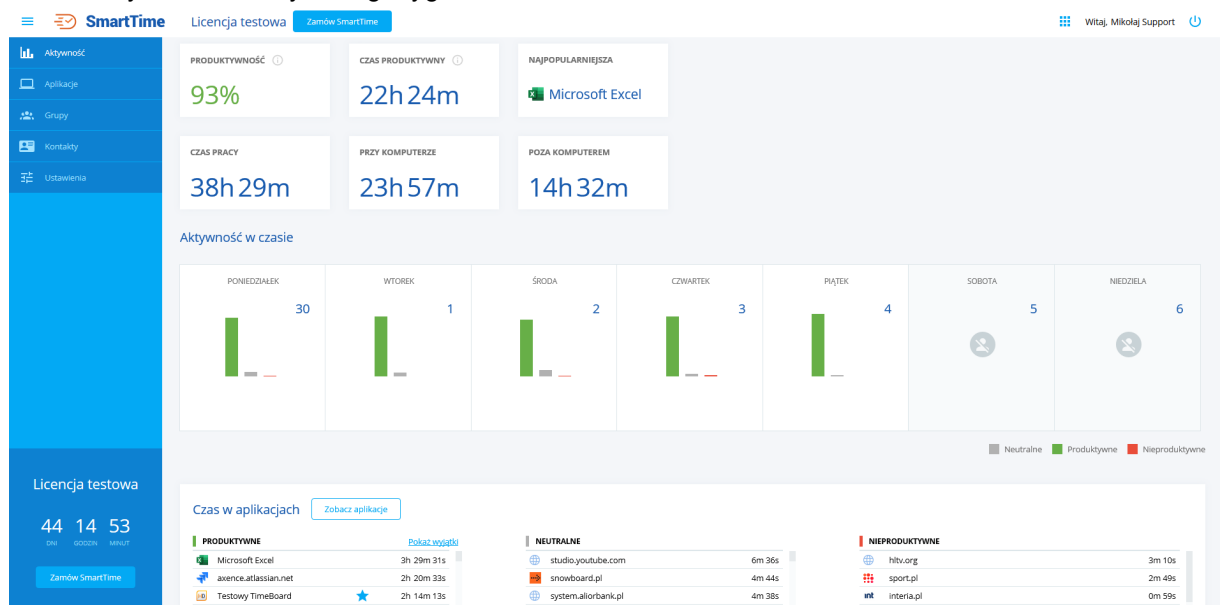 SmartTime
Licencja testowa
Zamów SmartTime
Witaj, Mikołaj Support
Aktywność
Aplikacje
Grupy
Kontakty
Ustawienia
PRODUKTYWNOŚĆ
93%
CZAS PRODUKTYWNY
22h 24m
NAJPOPULARNIEJSZA
Microsoft Excel
CZAS PRACY
38h 29m
PRZY KOMPUTERZE
23h 57m
POZA KOMPUTEREM
14h 32m
Aktywność w czasie
PONIEDZIAŁEK WTOREK ŚRODA CZWARTEK PIĄTEK SOBOTA NIEDZIELA
30 1 2 3 4 5 6
Neutralne Produktywne Nieproduktywne
Licencja testowa
44 14 53
DNI GODZIN MINUT
Zamów SmartTime
Czas w aplikacjach
Zobacz aplikacje
PRODUKTYWNE Pokaż wyjątki
Microsoft Excel 3h 29m 31s
axence.atlassian.net 2h 20m 33s
Testowy TimeBoard 2h 14m 13s
NEUTRALNE
studio.youtube.com 6m 36s
snowboard.pl 4m 44s
system.aliorbank.pl 4m 38s
NIEPRODUKTYWNE
hltv.org 3m 10s
sport.pl 2m 49s
int interia.pl 0m 59s